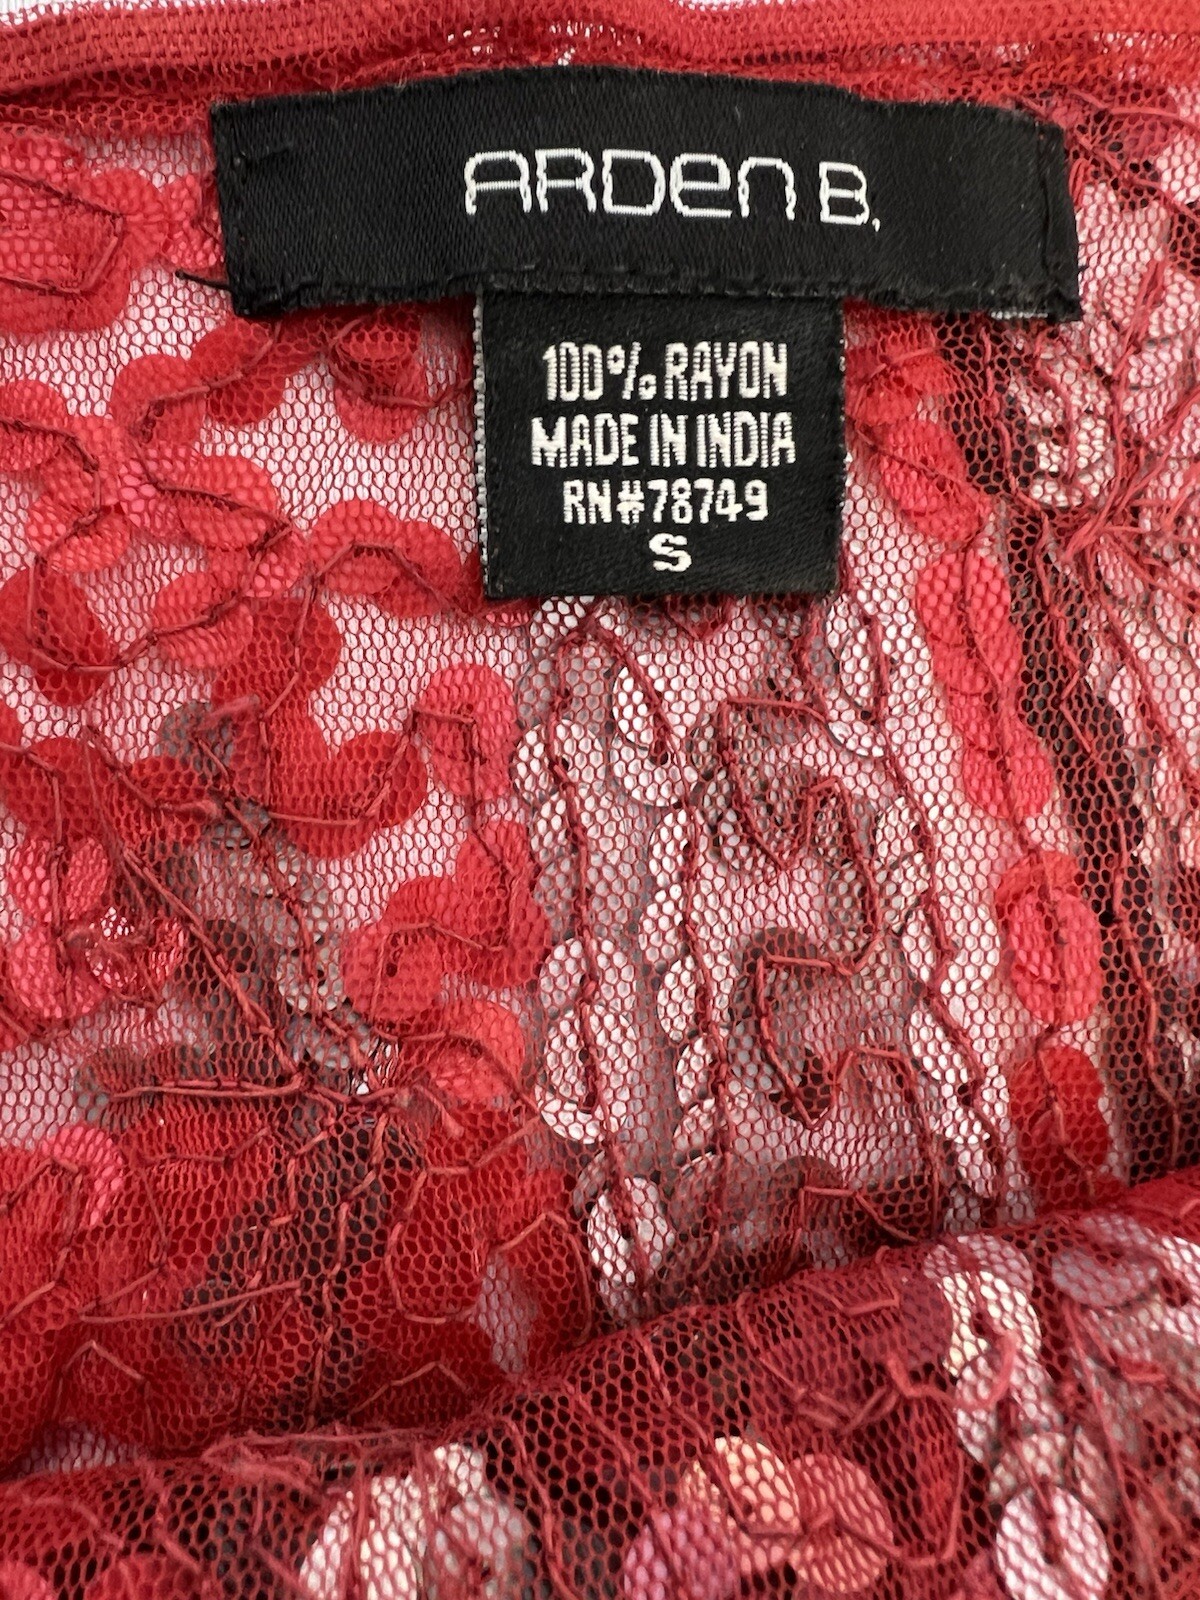 ARDEN B.
100% RAYON
MADE IN INDIA
RN#78749
S